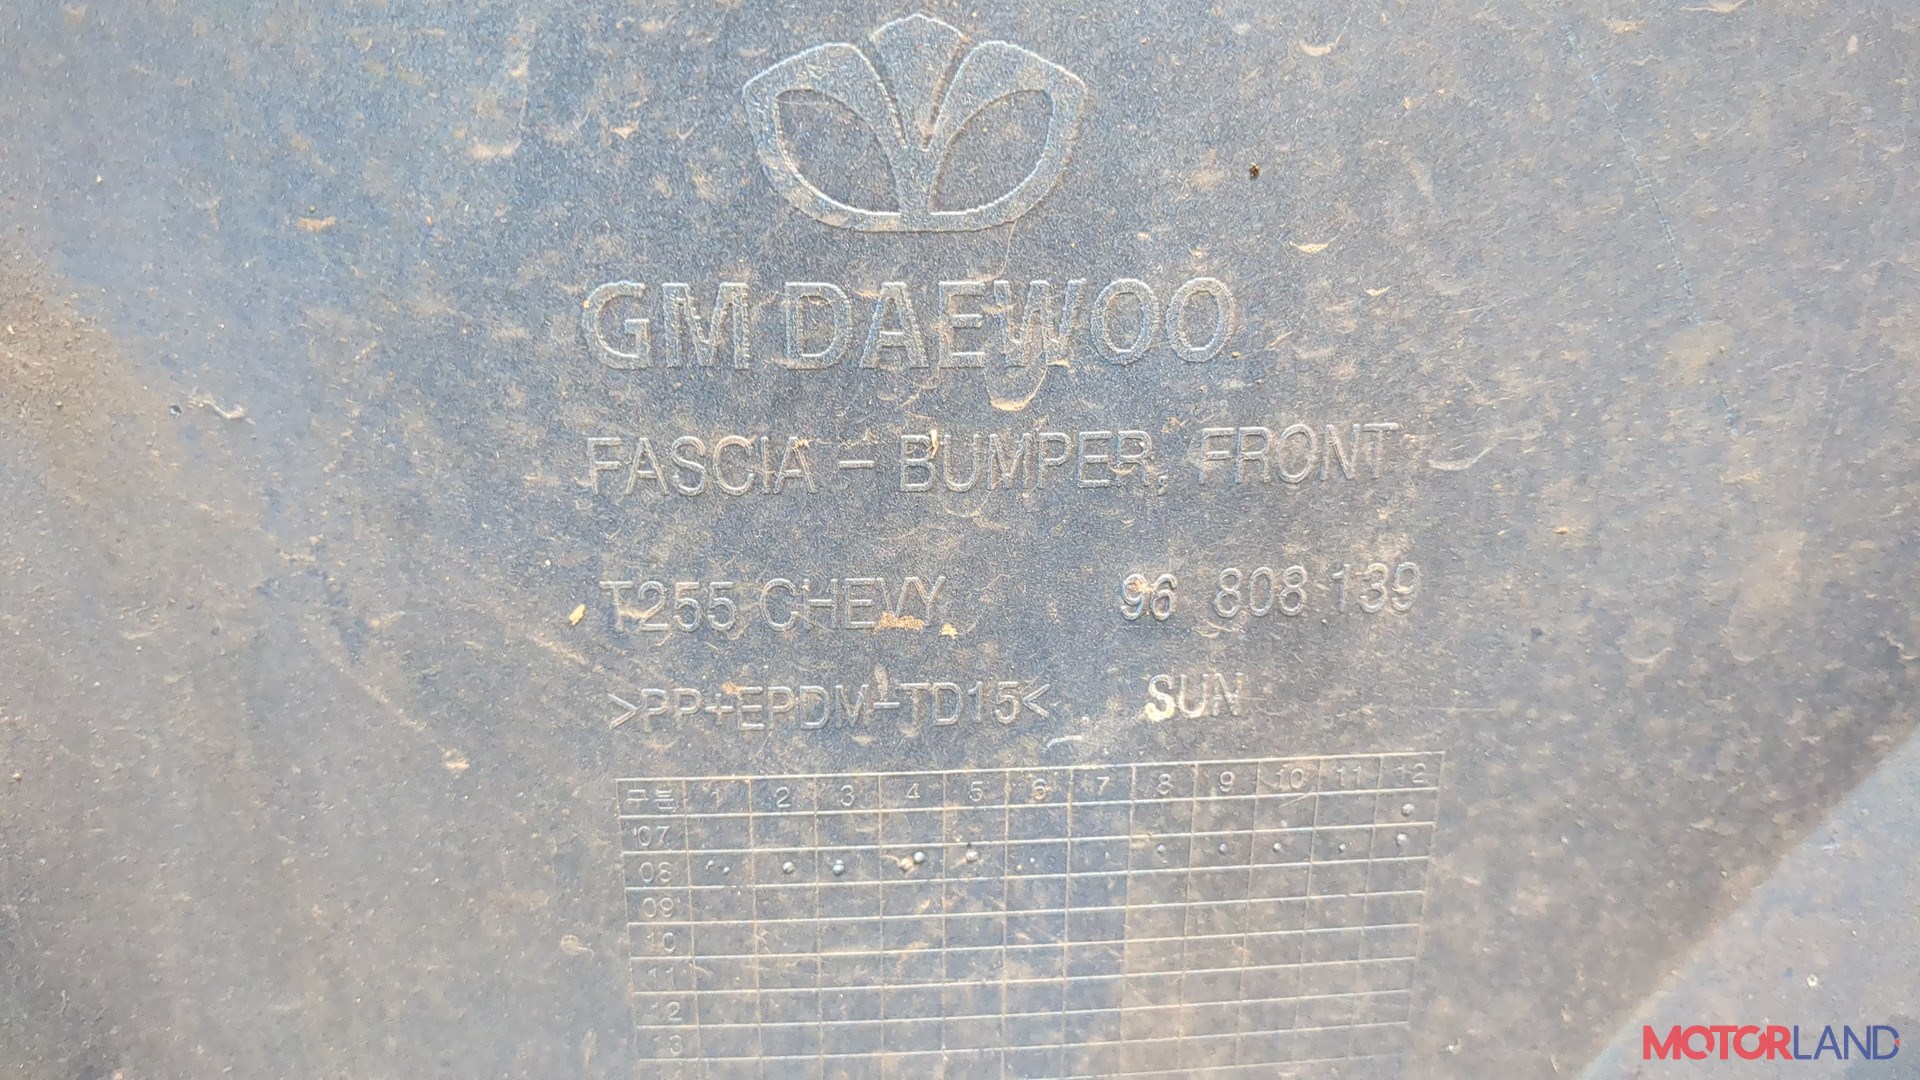 GM DAEWOO
FASCIA - BUMPER, FRONT
T255 CHEVY 96 808 139
>PP+EPDM-TD15< SUN
구분 1 2 3 4 5 6 7 8 9 10 11 12
07
08
09
10
11
12
13
MOTORLAND